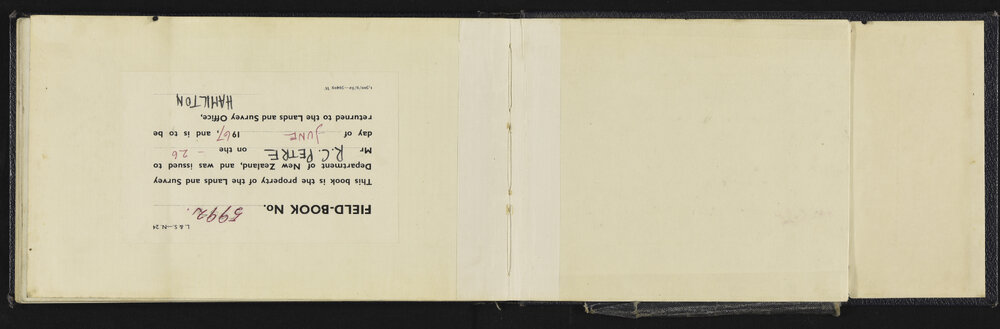 L. & S.—N. 24
FIELD-BOOK No. 5992.
This book is the property of the Lands and Survey
Department of New Zealand, and was issued to
Mr R.C. PETRE on the - 26
day of JUNE 1967, and is to be
returned to the Lands and Survey Office,
HAMILTON